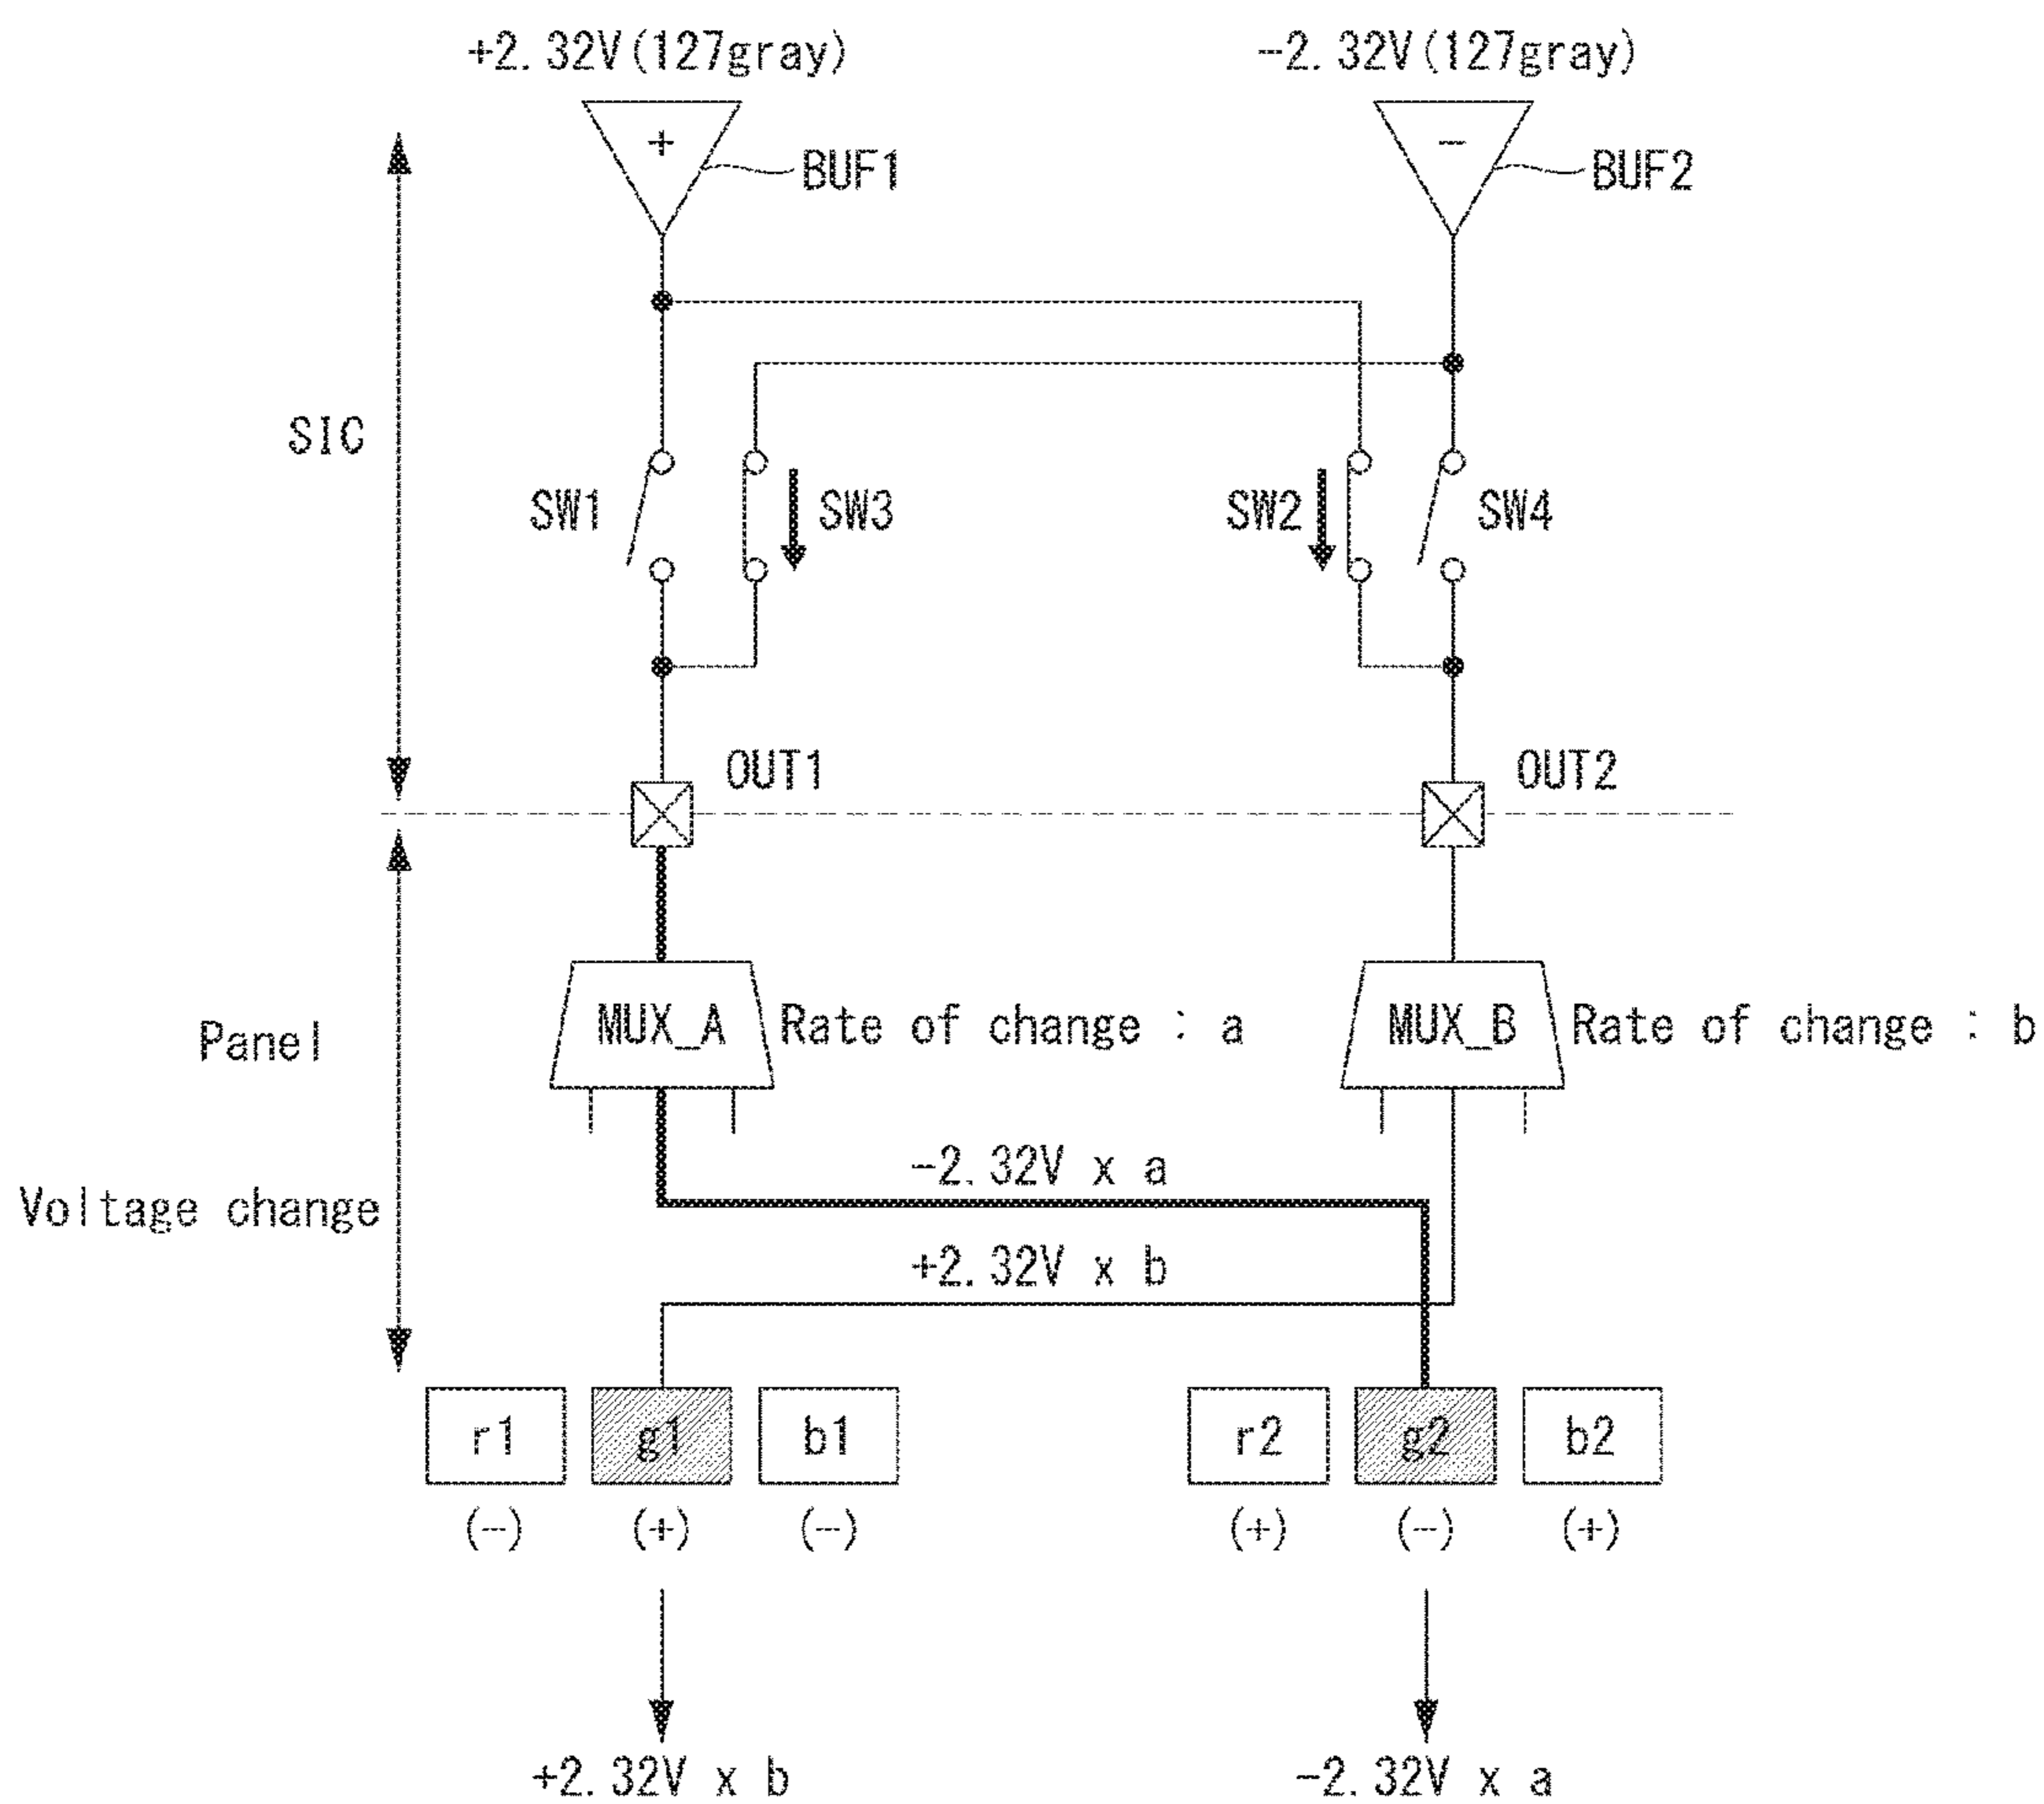 +2.32V(127gray)
-2.32V(127gray)
+
BUF1
-
BUF2
SIC
SW1
SW3
SW2
SW4
OUT1
OUT2
Panel
MUX_A
Rate of change : a
MUX_B
Rate of change : b
-2.32V x a
Voltage change
+2.32V x b
r1
g1
b1
r2
g2
b2
(-)
(+)
(-)
(+)
(-)
(+)
+2.32V x b
-2.32V x a